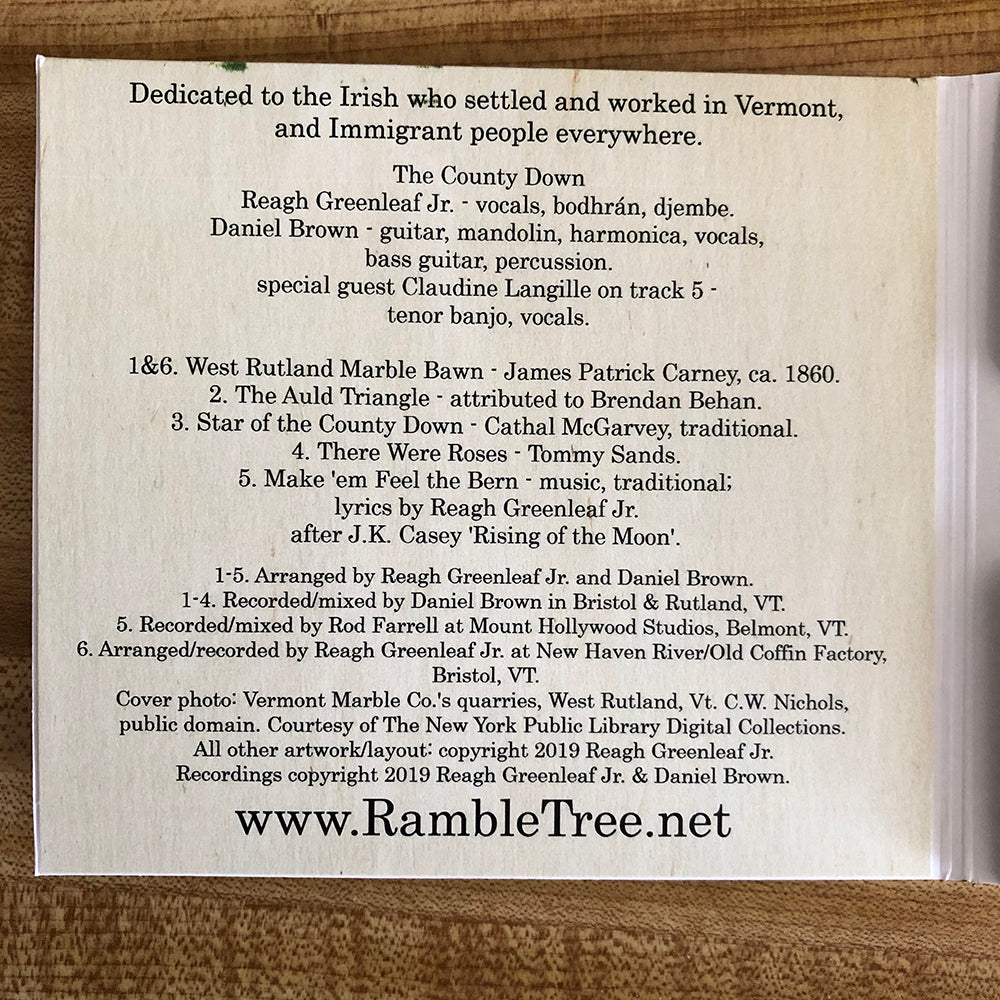 Dedicated to the Irish who settled and worked in Vermont,
and Immigrant people everywhere.
The County Down
Reagh Greenleaf Jr. - vocals, bodhrán, djembe.
Daniel Brown - guitar, mandolin, harmonica, vocals,
bass guitar, percussion.
special guest Claudine Langille on track 5 -
tenor banjo, vocals.
1&6. West Rutland Marble Bawn - James Patrick Carney, ca. 1860.
2. The Auld Triangle - attributed to Brendan Behan.
3. Star of the County Down - Cathal McGarvey, traditional.
4. There Were Roses - Tommy Sands.
5. Make 'em Feel the Bern - music, traditional;
lyrics by Reagh Greenleaf Jr.
after J.K. Casey 'Rising of the Moon'.
1-5. Arranged by Reagh Greenleaf Jr. and Daniel Brown.
1-4. Recorded/mixed by Daniel Brown in Bristol & Rutland, VT.
5. Recorded/mixed by Rod Farrell at Mount Hollywood Studios, Belmont, VT.
6. Arranged/recorded by Reagh Greenleaf Jr. at New Haven River/Old Coffin Factory,
Bristol, VT.
Cover photo: Vermont Marble Co.'s quarries, West Rutland, Vt. C.W. Nichols,
public domain. Courtesy of The New York Public Library Digital Collections.
All other artwork/layout: copyright 2019 Reagh Greenleaf Jr.
Recordings copyright 2019 Reagh Greenleaf Jr. & Daniel Brown.
www.RambleTree.net